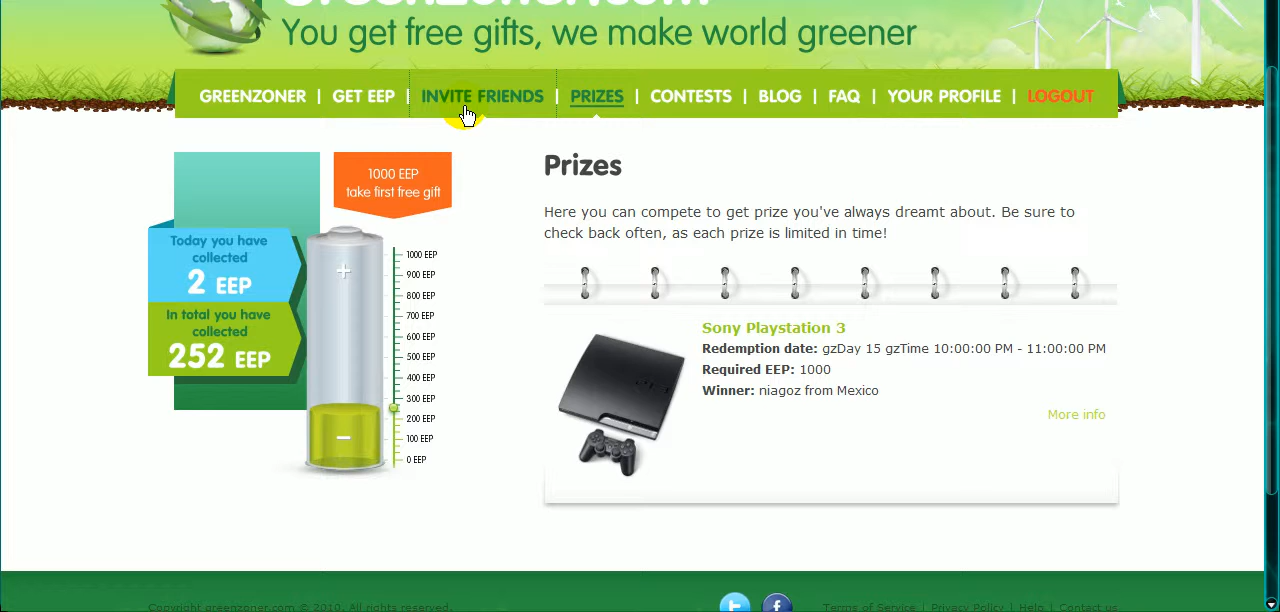 You get free gifts, we make world greener
GREENZONER | GET EEP | INVITE FRIENDS | PRIZES | CONTESTS | BLOG | FAQ | YOUR PROFILE | LOGOUT
1000 EEP
take first free gift
Today you have
collected
2 EEP
In total you have
collected
252 EEP
+
1000 EEP
900 EEP
800 EEP
700 EEP
600 EEP
500 EEP
400 EEP
300 EEP
200 EEP
100 EEP
0 EEP
Prizes
Here you can compete to get prize you've always dreamt about. Be sure to
check back often, as each prize is limited in time!
Sony Playstation 3
Redemption date: gzDay 15 gzTime 10:00:00 PM - 11:00:00 PM
Required EEP: 1000
Winner: niagoz from Mexico
More info
Copyright greenzoner.com © 2010. All rights reserved.
Terms of Service | Privacy Policy | Help | Contact us